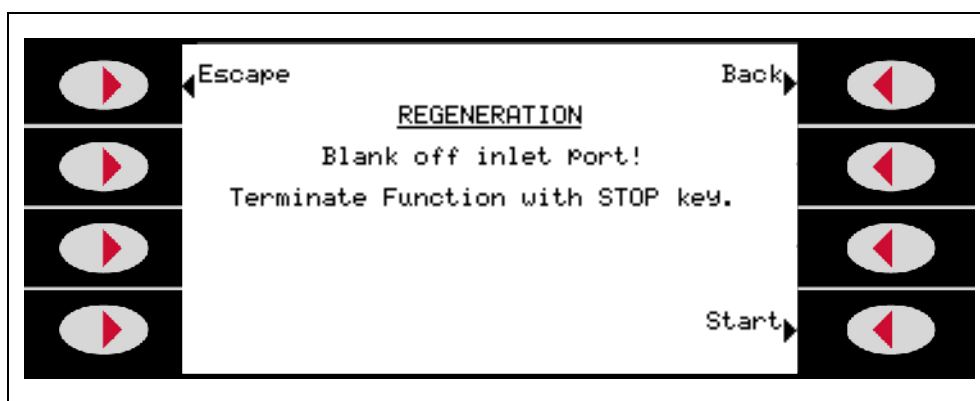 Escape Back
REGENERATION
Blank off inlet Port!
Terminate Function with STOP key.
Start